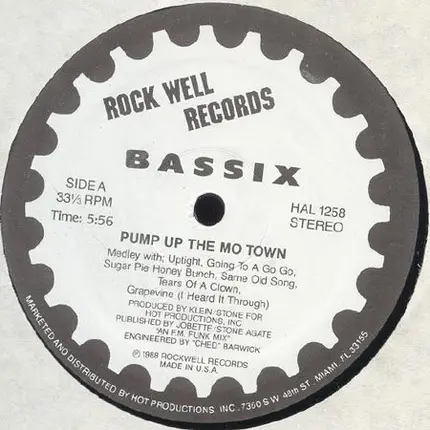 ROCK WELL
RECORDS
BASSIX
SIDE A
33⅓ RPM
Time: 5:56
HAL 1258
STEREO
PUMP UP THE MO TOWN
Medley with; Uptight, Going To A Go Go,
Sugar Pie Honey Bunch, Same Old Song,
Tears Of A Clown,
Grapevine (I Heard It Through)
PRODUCED BY KLEIN/STONE FOR
HOT PRODUCTIONS, INC
PUBLISHED BY JOBETTE/STONE AGATE
"AN F.M. FUNK MIX"
ENGINEERED BY "CHED" BARWICK
℗ 1988 ROCKWELL RECORDS
MADE IN U.S.A.
MARKETED AND DISTRIBUTED BY HOT PRODUCTIONS, INC. 7360 S.W 48th ST. MIAMI, FL 33155